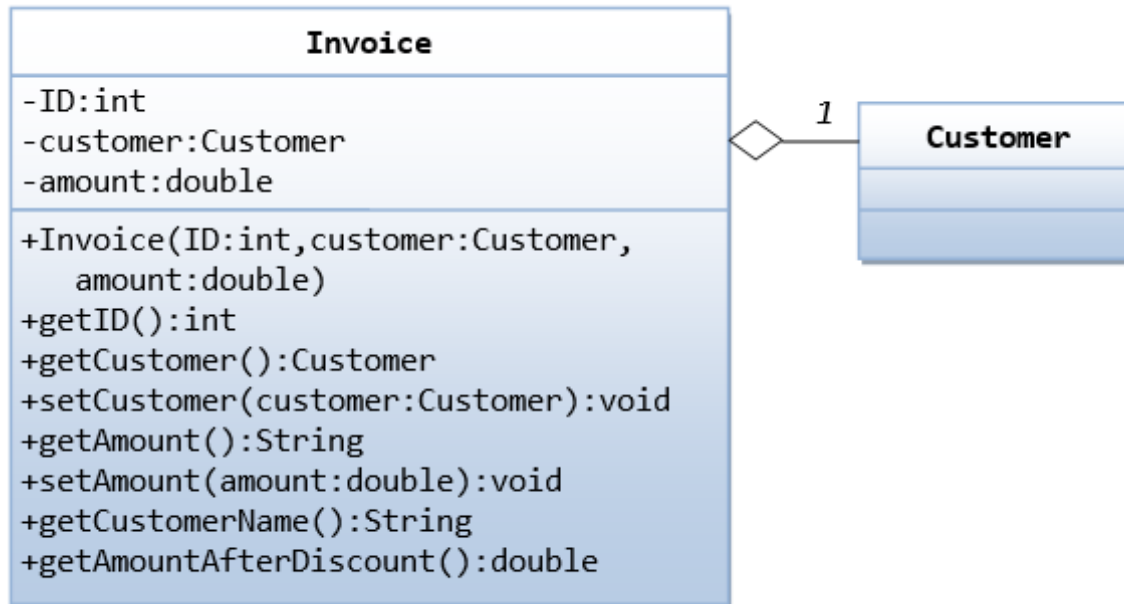 Invoice
-ID:int
-customer:Customer
-amount:double
+Invoice(ID:int,customer:Customer,
amount:double)
+getID():int
+getCustomer():Customer
+setCustomer(customer:Customer):void
+getAmount():String
+setAmount(amount:double):void
+getCustomerName():String
+getAmountAfterDiscount():double
1
Customer